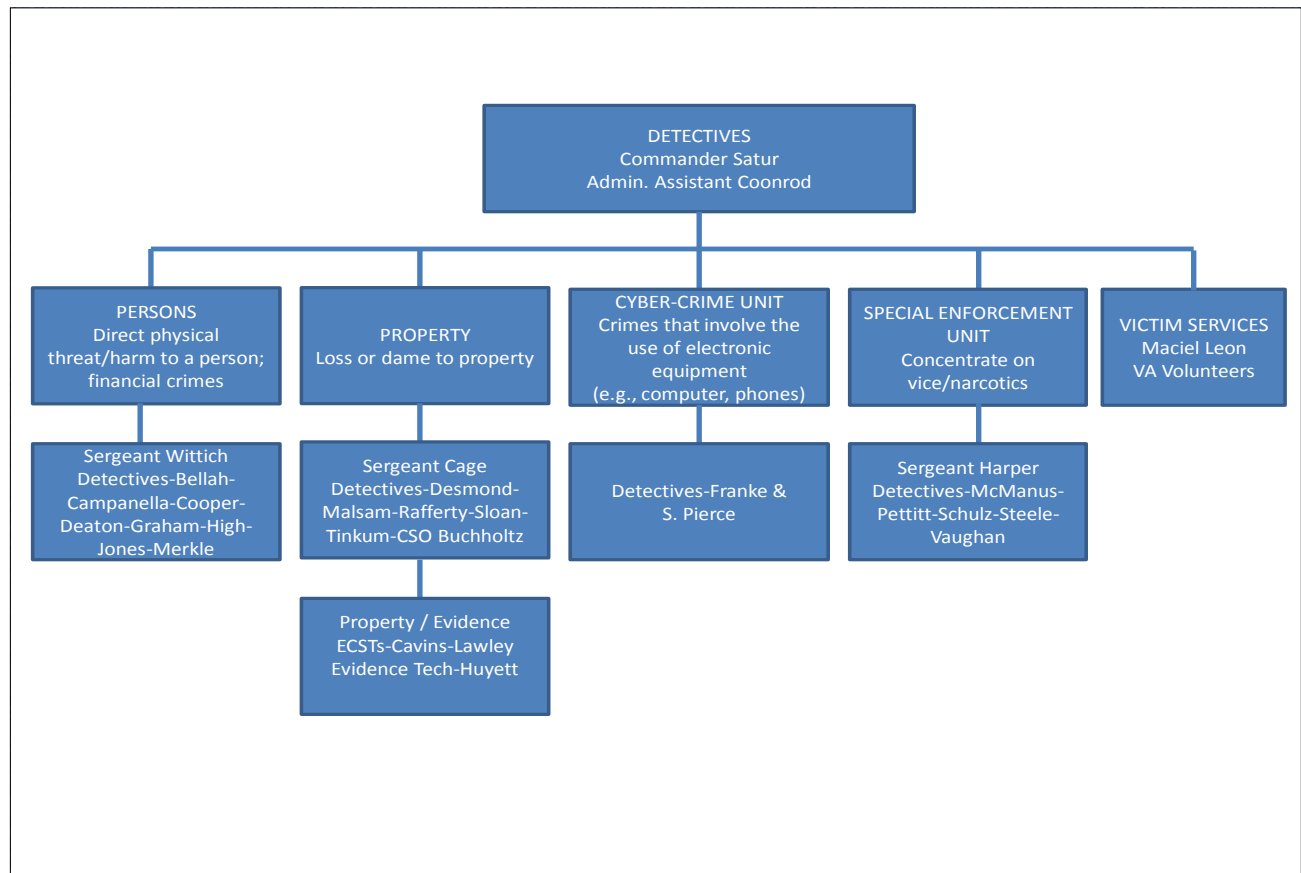 DETECTIVES
Commander Satur
Admin. Assistant Coonrod
PERSONS
Direct physical
threat/harm to a person;
financial crimes
PROPERTY
Loss or dame to property
CYBER-CRIME UNIT
Crimes that involve the
use of electronic
equipment
(e.g., computer, phones)
SPECIAL ENFORCEMENT
UNIT
Concentrate on
vice/narcotics
VICTIM SERVICES
Maciel Leon
VA Volunteers
Sergeant Wittich
Detectives-Bellah-
Campanella-Cooper-
Deaton-Graham-High-
Jones-Merkle
Sergeant Cage
Detectives-Desmond-
Malsam-Rafferty-Sloan-
Tinkum-CSO Buchholtz
Detectives-Franke &
S. Pierce
Sergeant Harper
Detectives-McManus-
Pettitt-Schulz-Steele-
Vaughan
Property / Evidence
ECSTs-Cavins-Lawley
Evidence Tech-Huyett